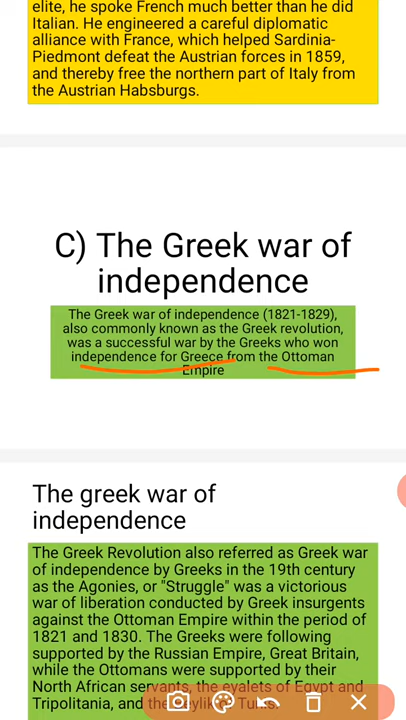 elite, he spoke French much better than he did
Italian. He engineered a careful diplomatic
alliance with France, which helped Sardinia-
Piedmont defeat the Austrian forces in 1859,
and thereby free the northern part of Italy from
the Austrian Habsburgs.
C) The Greek war of
independence
The Greek war of independence (1821-1829),
also commonly known as the Greek revolution,
was a successful war by the Greeks who won
independence for Greece from the Ottoman
Empire
The greek war of
independence
The Greek Revolution also referred as Greek war
of independence by Greeks in the 19th century
as the Agonies, or "Struggle" was a victorious
war of liberation conducted by Greek insurgents
against the Ottoman Empire within the period of
1821 and 1830. The Greeks were following
supported by the Russian Empire, Great Britain,
while the Ottomans were supported by their
North African servants, the eyalets of Egypt and
Tripolitania, and the